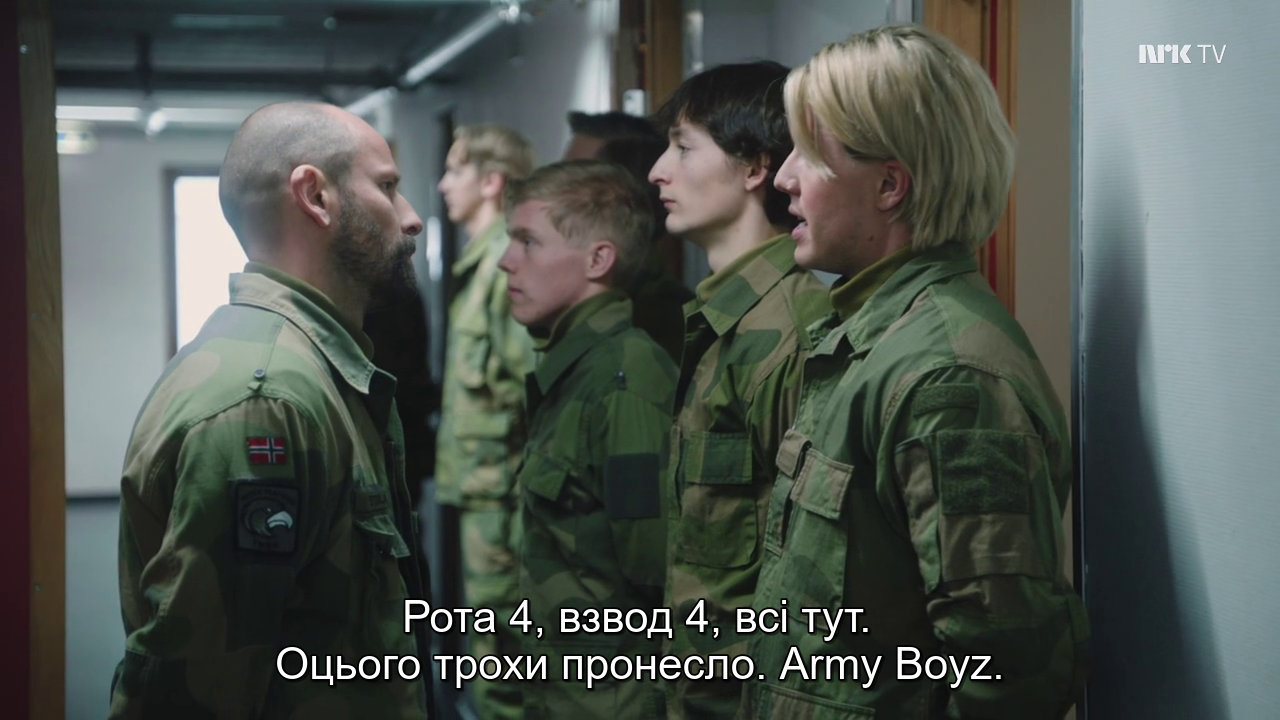 NRK TV
Рота 4, взвод 4, всі тут.
Оцього трохи пронесло. Army Boyz.